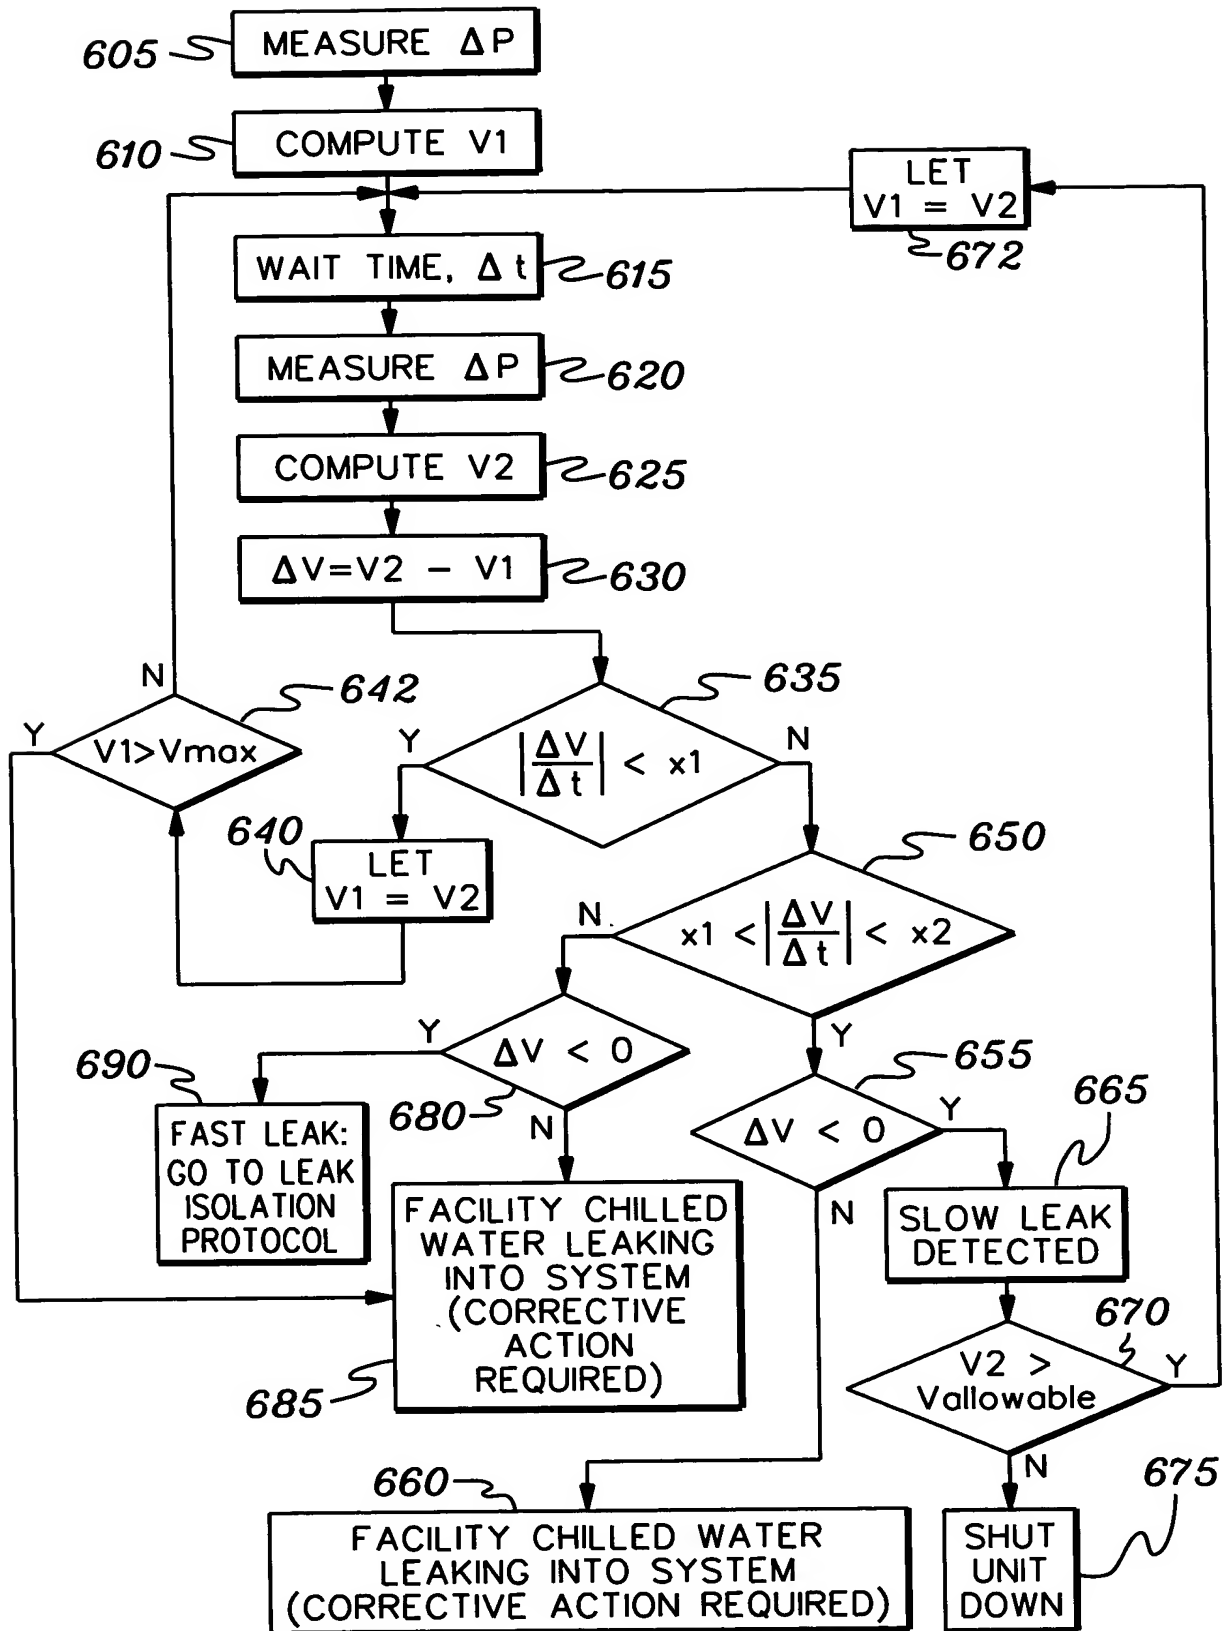 605
MEASURE ΔP
610
COMPUTE V1
LET
V1 = V2
672
WAIT TIME, Δt
615
MEASURE ΔP
620
COMPUTE V2
625
ΔV=V2 - V1
630
N
642
635
Y
V1>Vmax
Y
|ΔV/Δt| < x1
N
640
LET
V1 = V2
650
N
x1 <|ΔV/Δt| < x2
Y
ΔV < 0
680
Y
655
690
FAST LEAK:
GO TO LEAK
ISOLATION
PROTOCOL
N
ΔV < 0
Y
665
N
FACILITY CHILLED
WATER LEAKING
INTO SYSTEM
(CORRECTIVE
ACTION
REQUIRED)
685
SLOW LEAK
DETECTED
670
V2 >
Vallowable
Y
N
675
660
FACILITY CHILLED WATER
LEAKING INTO SYSTEM
(CORRECTIVE ACTION REQUIRED)
SHUT
UNIT
DOWN